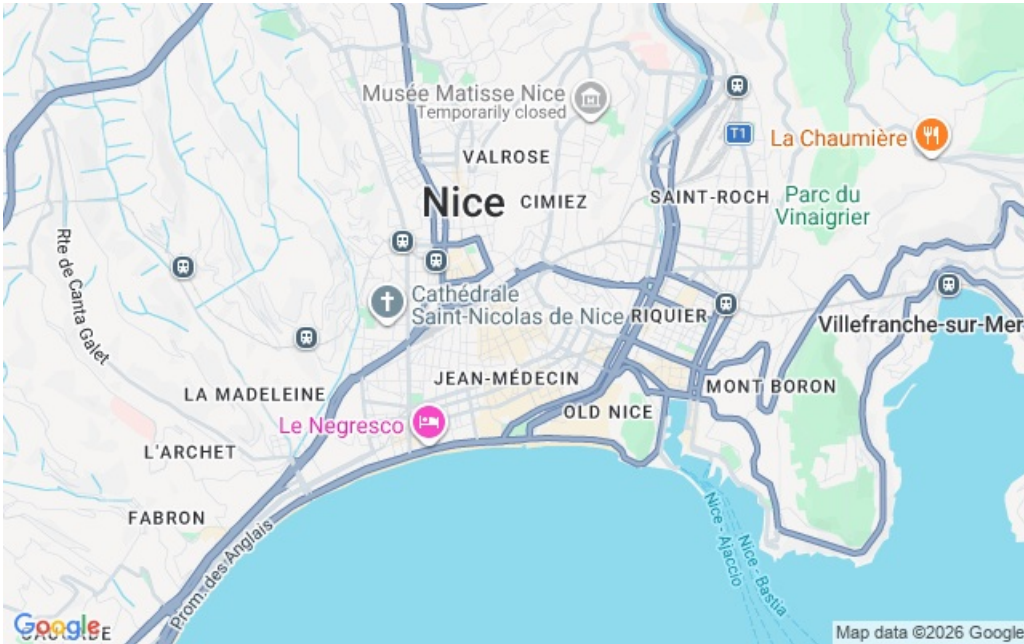 Musée Matisse Nice
Temporarily closed
T1
La Chaumière
VALROSE
Nice
CIMIEZ
SAINT-ROCH
Parc du
Vinaigrier
Rte de Canta Galet
Cathédrale
Saint-Nicolas de Nice
RIQUIER
Villefranche-sur-Mer
JEAN-MÉDECIN
MONT BORON
LA MADELEINE
OLD NICE
Le Negresco
L'ARCHET
FABRON
Prom. des Anglais
Nice - Ajaccio
Nice - Bastia
Google
Map data ©2026 Google